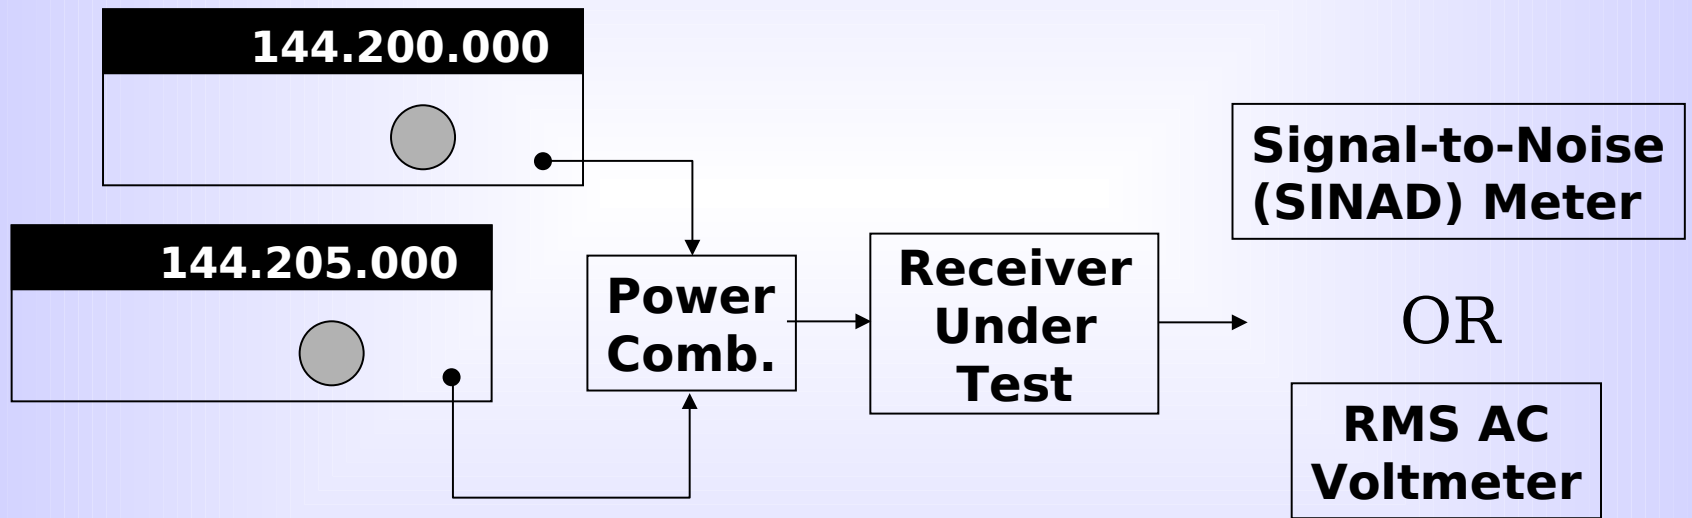 144.200.000
144.205.000
Power
Comb.
Receiver
Under
Test
Signal-to-Noise
(SINAD) Meter
OR
RMS AC
Voltmeter